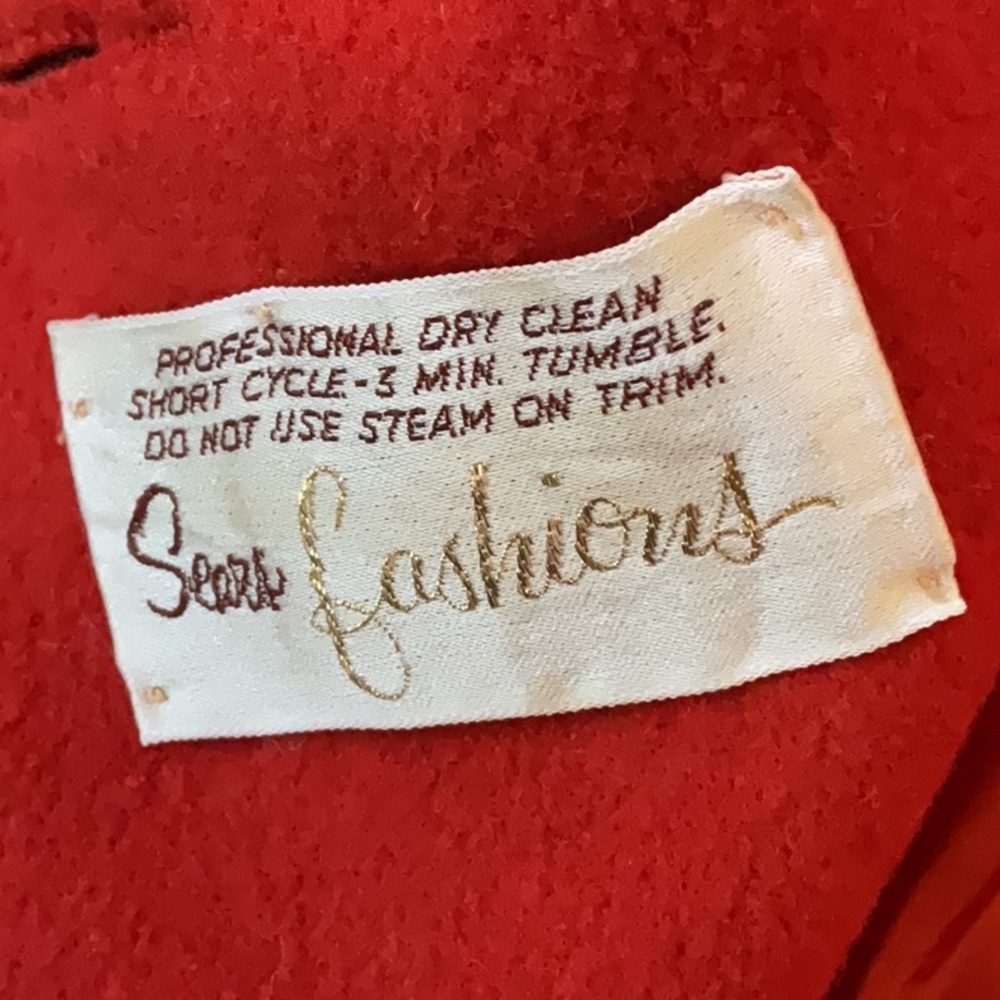 PROFESSIONAL DRY CLEAN
SHORT CYCLE-3 MIN. TUMBLE.
DO NOT USE STEAM ON TRIM.
Sears fashions